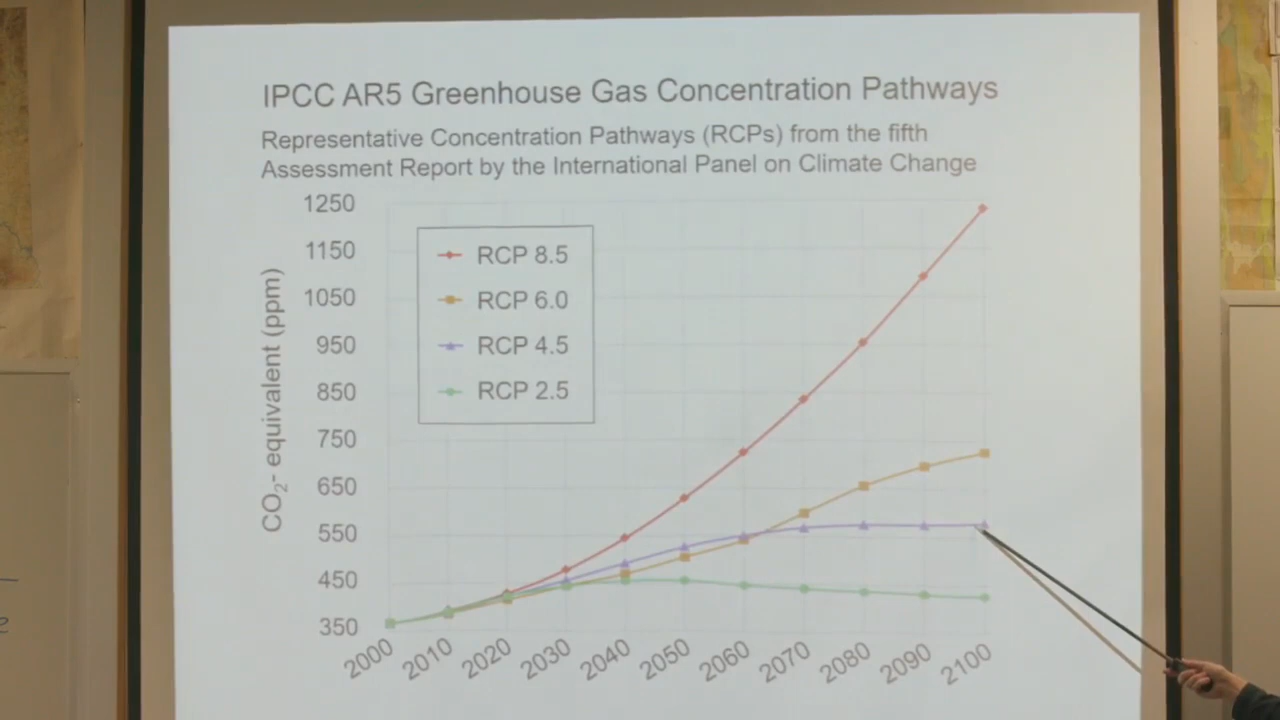 IPCC AR5 Greenhouse Gas Concentration Pathways
Representative Concentration Pathways (RCPs) from the fifth
Assessment Report by the International Panel on Climate Change
CO₂- equivalent (ppm)
1250
1150
1050
950
850
750
650
550
450
350
RCP 8.5
RCP 6.0
RCP 4.5
RCP 2.5
2000 2010 2020 2030 2040 2050 2060 2070 2080 2090 2100